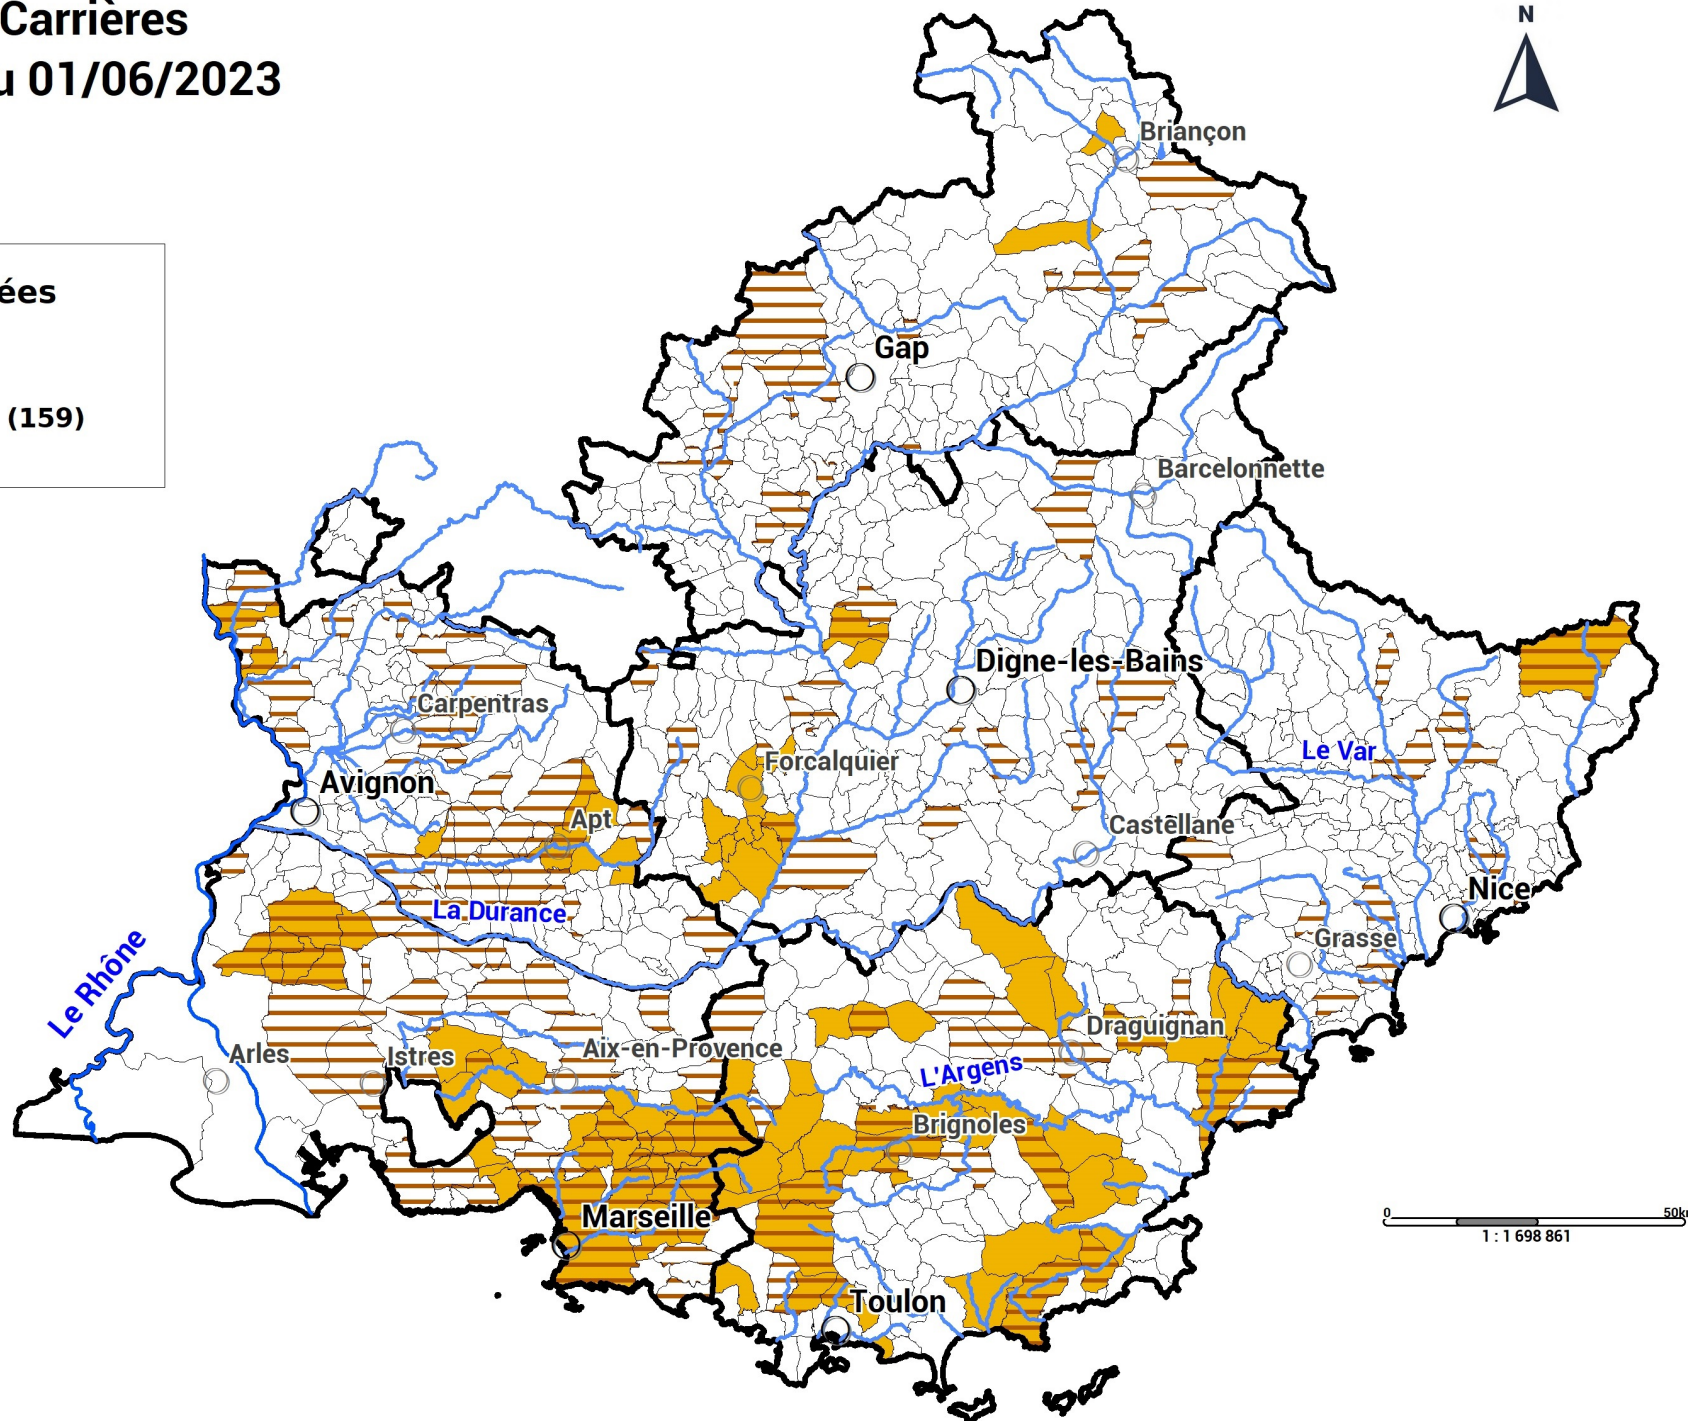 Carrières
u 01/06/2023
N
ées
(159)
Briançon
Gap
Barcelonnette
Digne-les-Bains
Carpentras
Le Var
Forcalquier
Avignon
Apt
Castellane
Nice
La Durance
Grasse
Le Rhône
Draguignan
Arles
Istres
Aix-en-Provence
L'Argens
Brignoles
Marseille
0
50k
1 : 1 698 861
Toulon